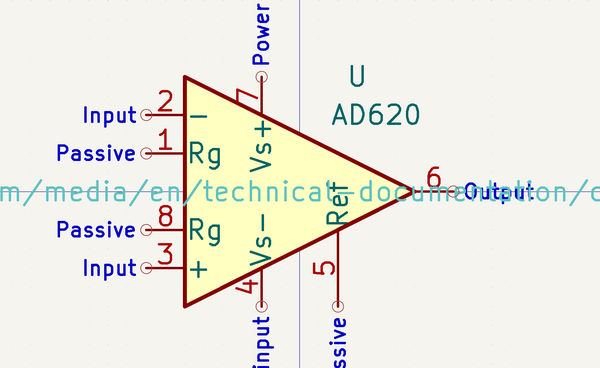 Power
U
7
AD620
Input 2 -
Vs+
Passive 1 Rg
m/media/en/technical-documentation/c
6 Output
Ref
Passive 8 Rg
Vs-
Input 3 +
5
4
input
ssive